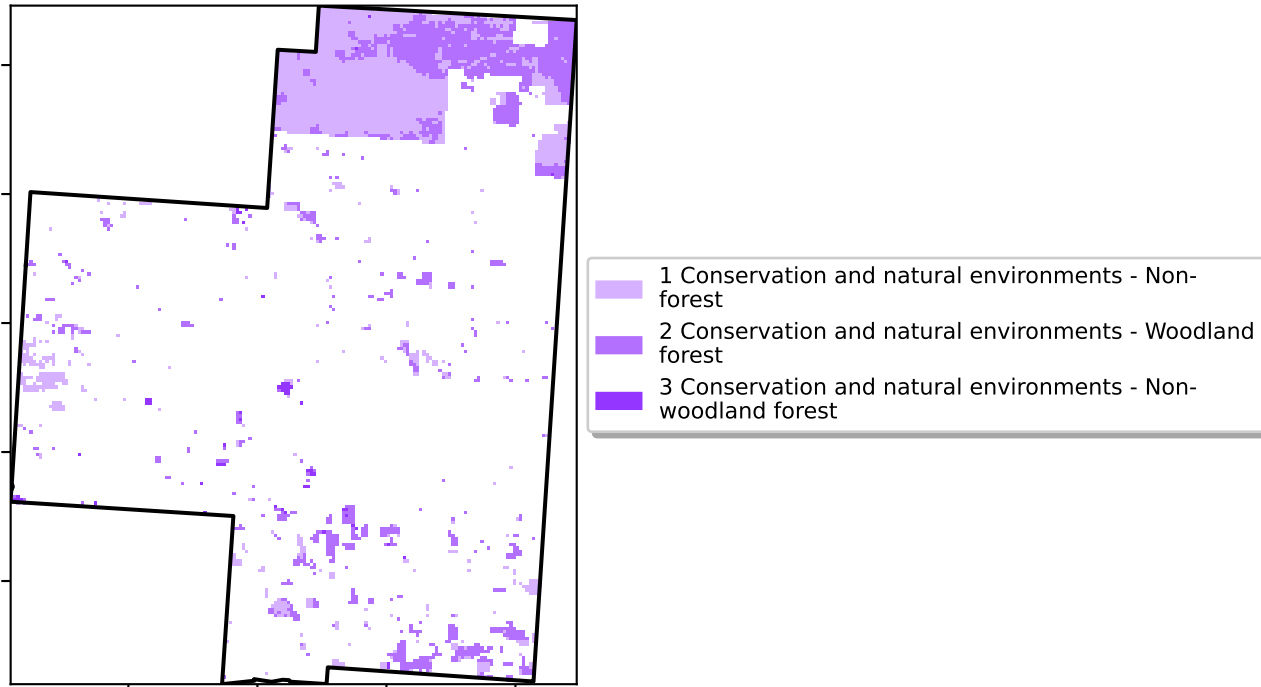 1 Conservation and natural environments - Non-
forest
2 Conservation and natural environments - Woodland
forest
3 Conservation and natural environments - Non-
woodland forest